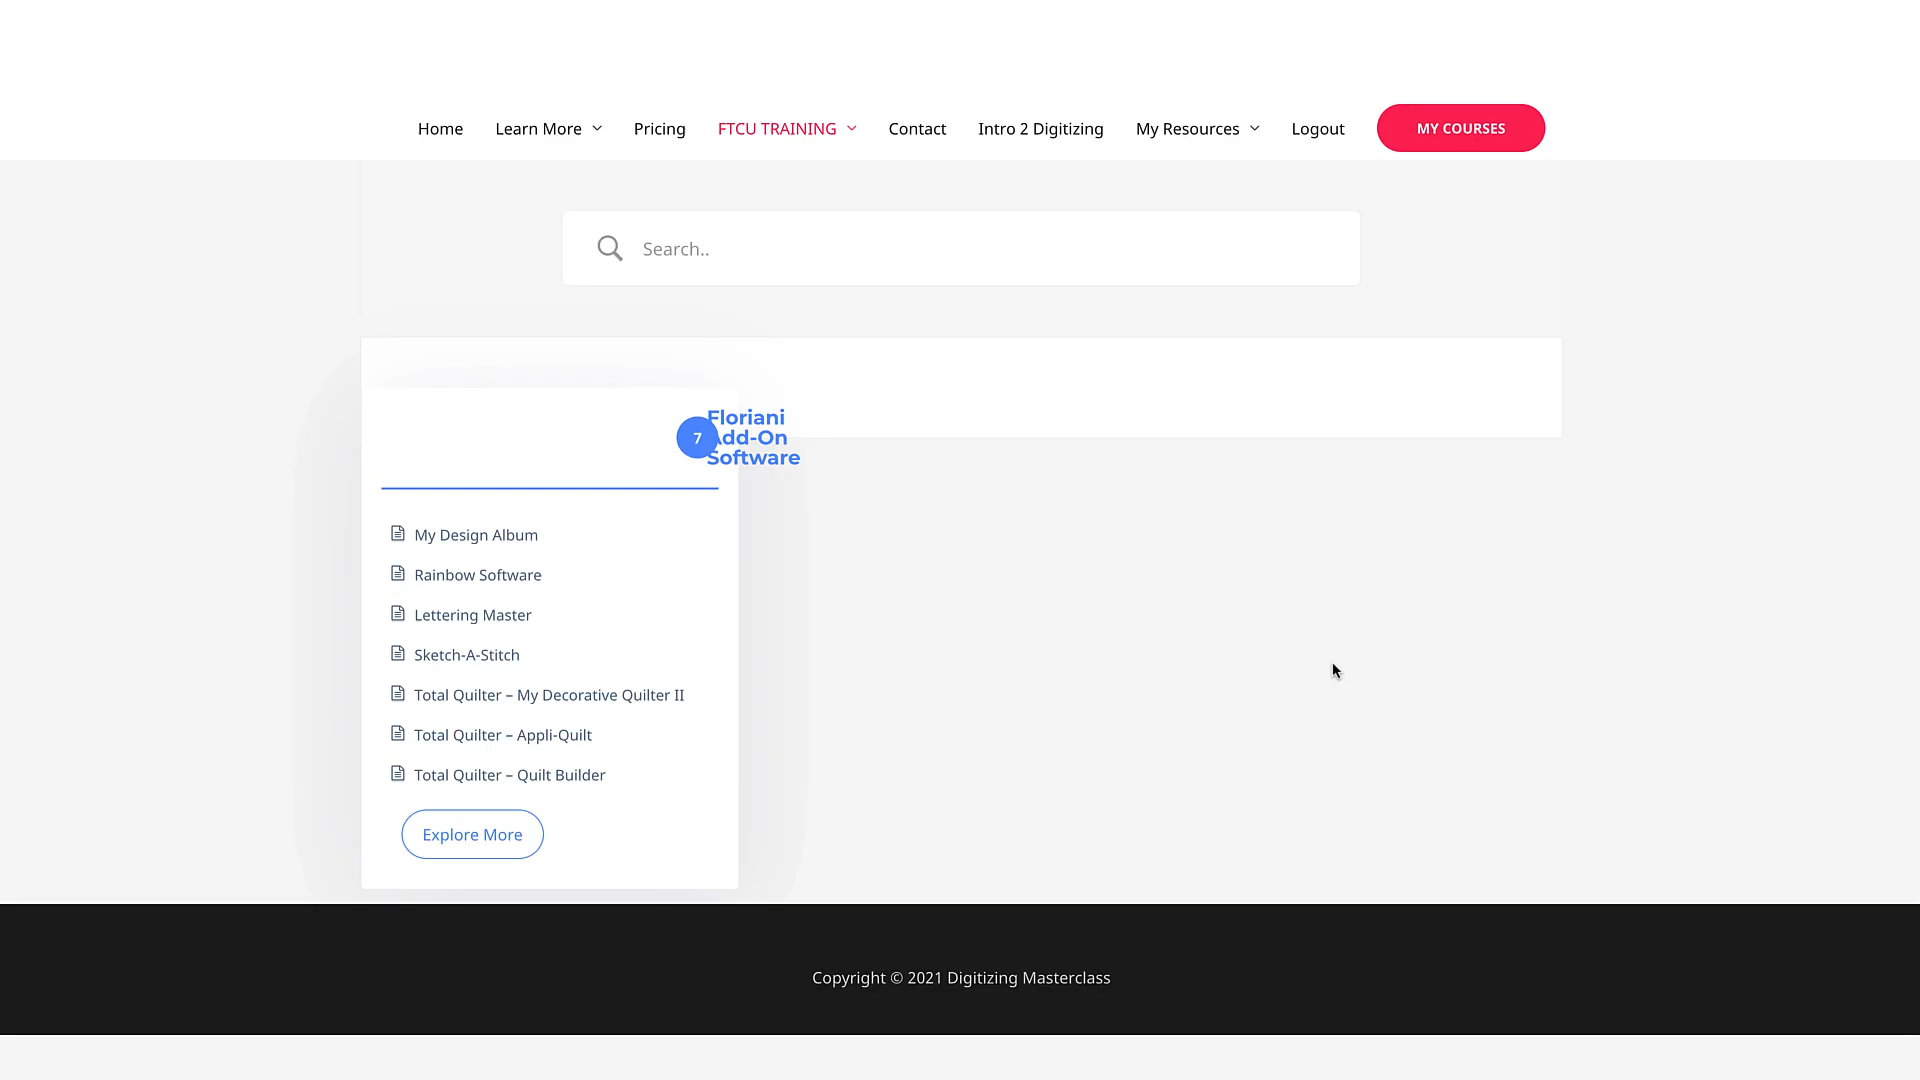 Home
Learn More
Pricing
FTCU TRAINING
Contact
Intro 2 Digitizing
My Resources
Logout
MY COURSES
Search..
7
Floriani
Add-On
Software
My Design Album
Rainbow Software
Lettering Master
Sketch-A-Stitch
Total Quilter – My Decorative Quilter II
Total Quilter – Appli-Quilt
Total Quilter – Quilt Builder
Explore More
Copyright © 2021 Digitizing Masterclass